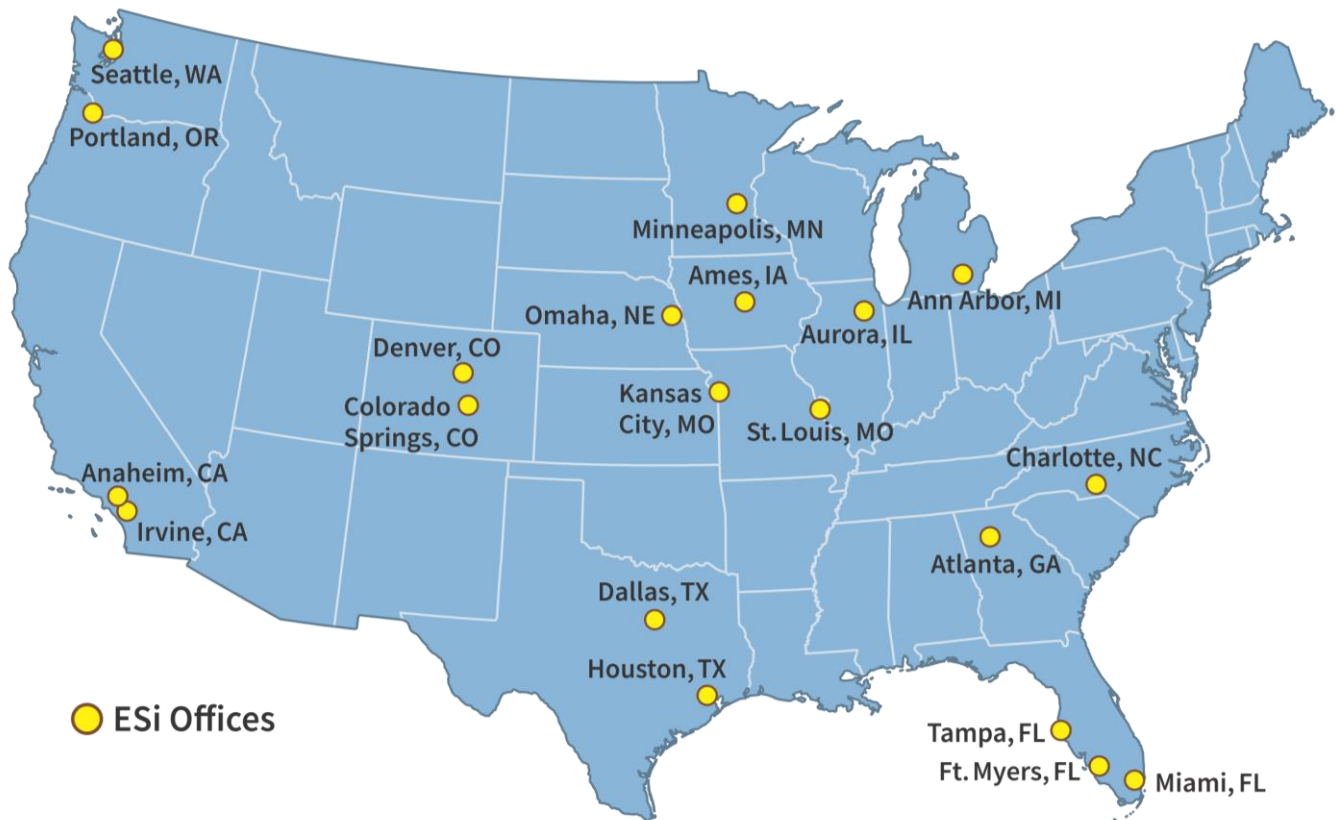 Seattle, WA
Portland, OR
Minneapolis, MN
Ames, IA
Ann Arbor, MI
Omaha, NE
Aurora, IL
Denver, CO
Colorado
Springs, CO
Kansas
City, MO
St. Louis, MO
Charlotte, NC
Anaheim, CA
Irvine, CA
Atlanta, GA
Dallas, TX
Houston, TX
ESi Offices
Tampa, FL
Ft. Myers, FL
Miami, FL